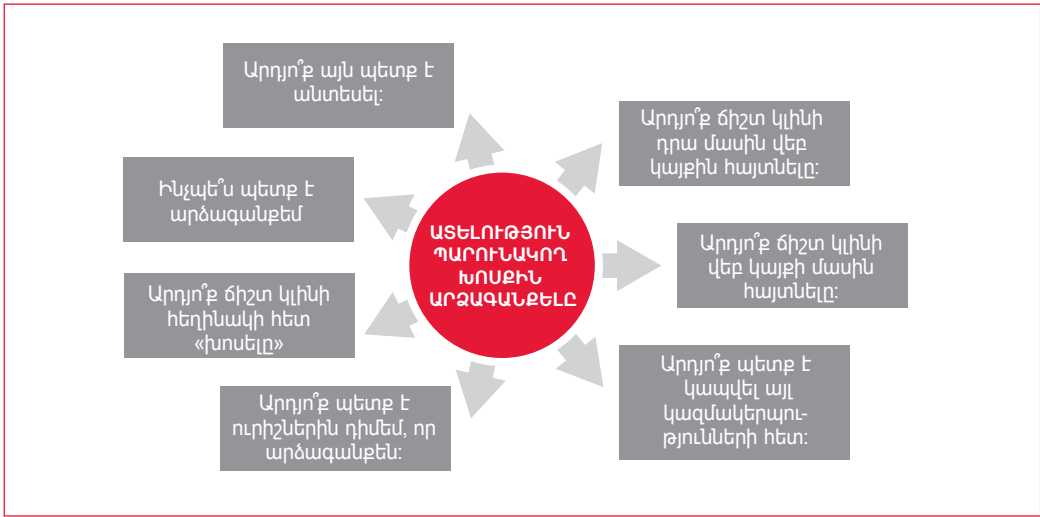 Արդյո՞ք այն պետք է
անտեսել:
Արդյո՞ք ճիշտ կլինի
դրա մասին վեբ
կայքին հայտնելը:
Ինչպե՞ս պետք է
արձագանքեմ
ԱՏԵԼՈՒԹՅՈՒՆ
ՊԱՐՈՒՆԱԿՈՂ
ԽՈՍՔԻՆ
ԱՐՁԱԳԱՆՔԵԼԸ
Արդյո՞ք ճիշտ կլինի
վեբ կայքի մասին
հայտնելը:
Արդյո՞ք ճիշտ կլինի
հեղինակի հետ
«խոսելը»
Արդյո՞ք պետք է
կապվել այլ
կազմակերպու-
թյունների հետ:
Արդյո՞ք պետք է
ուրիշներին դիմեմ, որ
արձագանքեն: